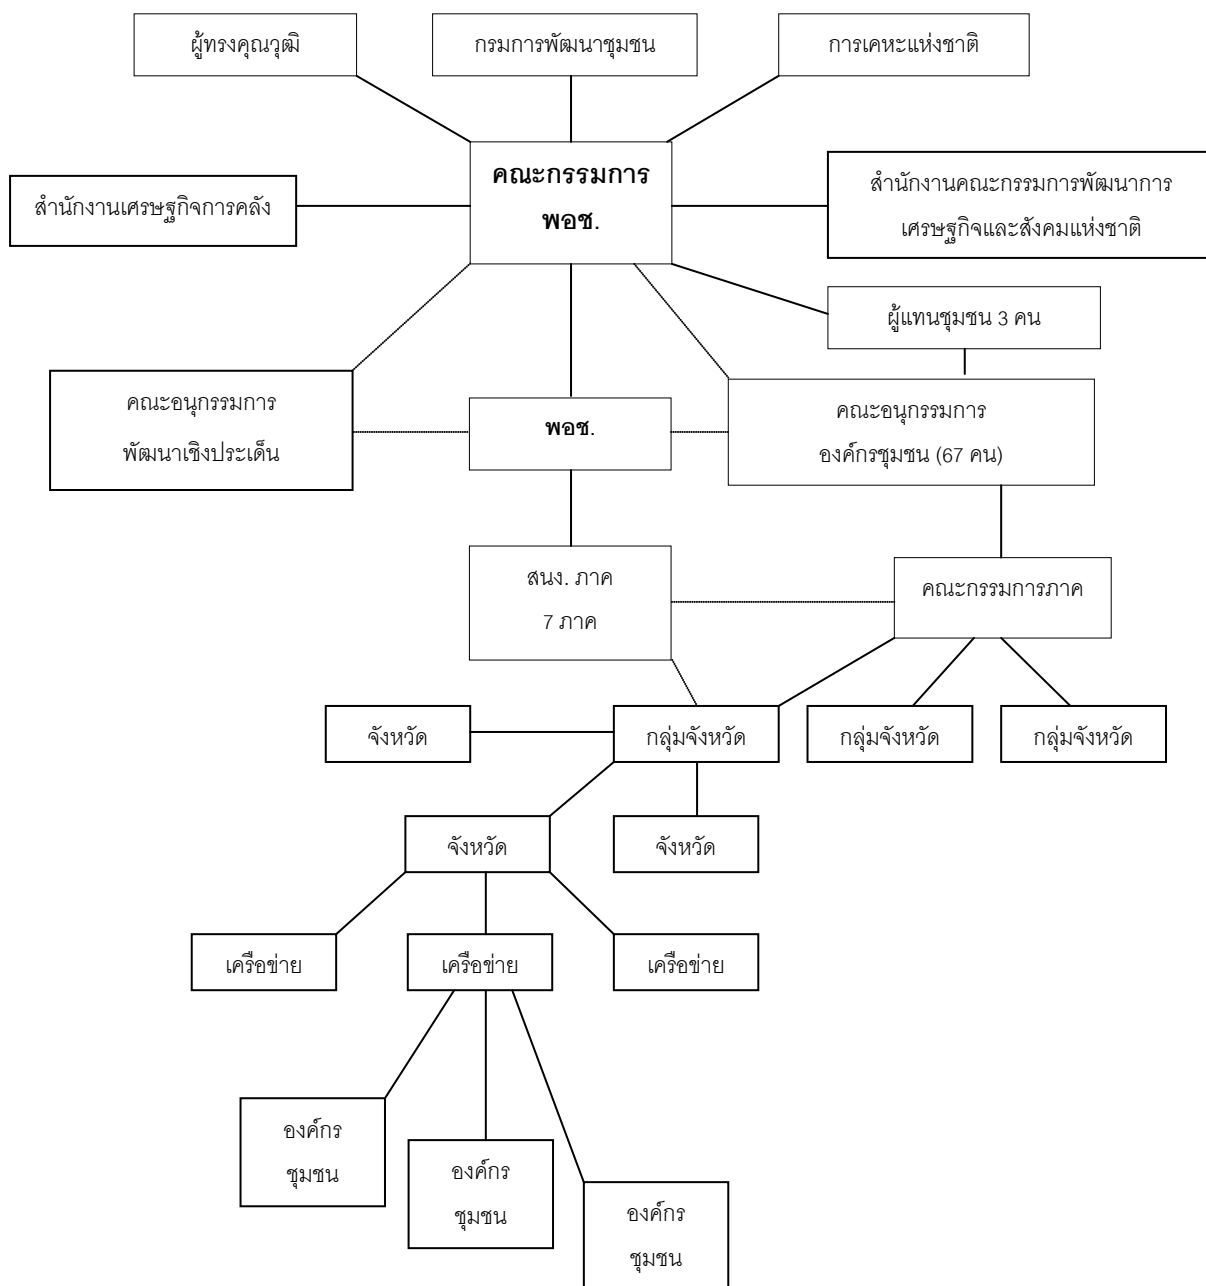 ผู้ทรงคุณวุฒิ
กรมการพัฒนาชุมชน
การเคหะแห่งชาติ
คณะกรรมการ
พอช.
สำนักงานเศรษฐกิจการคลัง
สำนักงานคณะกรรมการพัฒนาการ
เศรษฐกิจและสังคมแห่งชาติ
ผู้แทนชุมชน 3 คน
คณะอนุกรรมการ
พัฒนาเชิงประเด็น
พอช.
คณะอนุกรรมการ
องค์กรชุมชน (67 คน)
สนง. ภาค
7 ภาค
คณะกรรมการภาค
จังหวัด
กลุ่มจังหวัด
กลุ่มจังหวัด
กลุ่มจังหวัด
จังหวัด
จังหวัด
เครือข่าย
เครือข่าย
เครือข่าย
องค์กร
ชุมชน
องค์กร
ชุมชน
องค์กร
ชุมชน